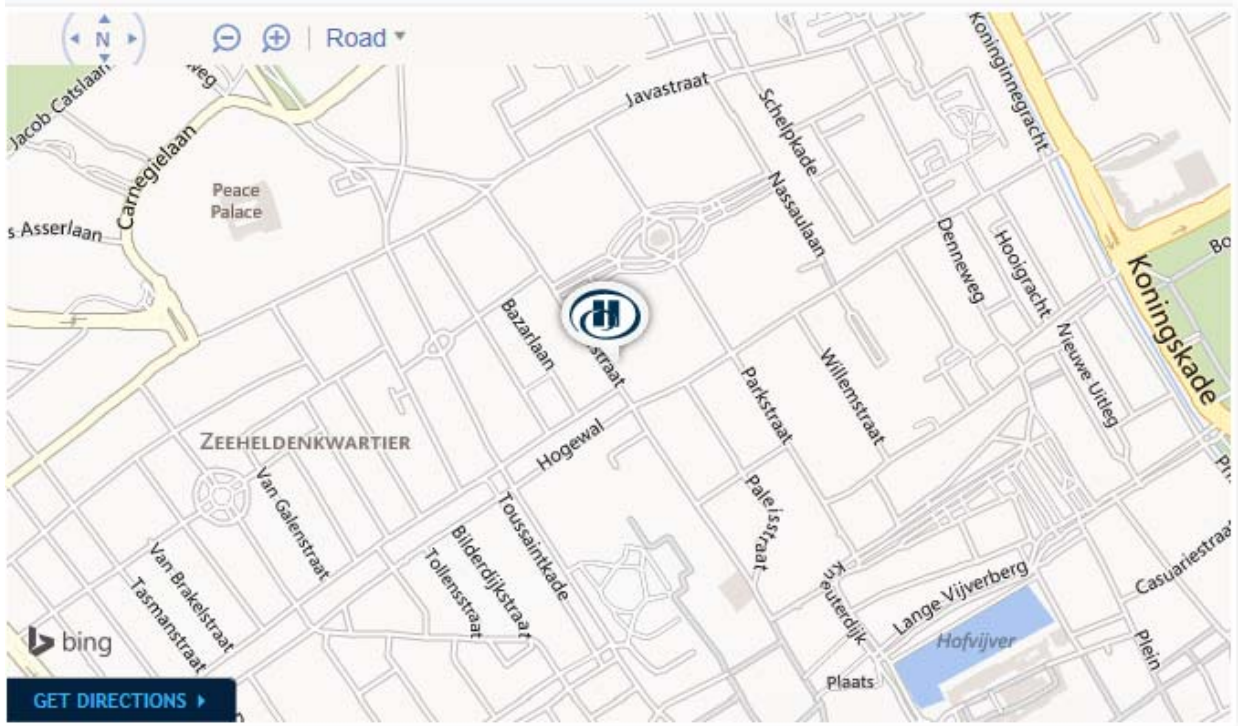 N
Road
Jacob Catslaan
weg
Carnegielaan
Javastraat
Schelpkade
Koninginnegracht
Peace
Palace
s Asserlaan
Nassaulaan
Denneweg
Hooigracht
Bo
Koningskade
H
Bazarlaan
straat
Willemstraat
Nieuwe Uitleg
Parkstraat
ZEEHELDENKWARTIER
Hogewal
Van Galenstraat
Paleisstraat
Toussaintkade
Bilderdijkstraat
Tollensstraat
Van Brakelstraat
Tasmanstraat
Kneuterdijk
Lange Vijverberg
Casuariestraat
Hofvijver
Plein
Plaats
bing
GET DIRECTIONS